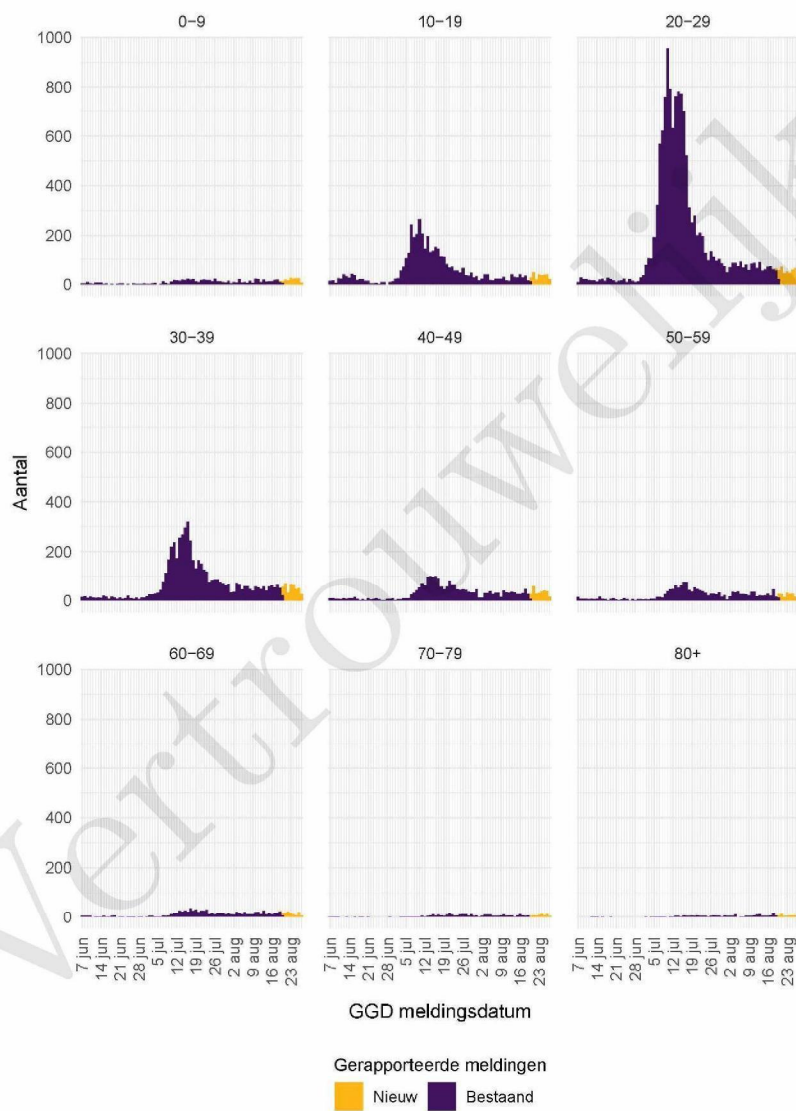 0−9 10−19 20−29
1000
800
600
400
200
0
30−39 40−49 50−59
1000
800
600
400
200
0
Aantal
60−69 70−79 80+
1000
800
600
400
200
0
7 jun 14 jun 21 jun 28 jun 5 jul 12 jul 19 jul 26 jul 2 aug 9 aug 16 aug 23 aug 7 jun 14 jun 21 jun 28 jun 5 jul 12 jul 19 jul 26 jul 2 aug 9 aug 16 aug 23 aug 7 jun 14 jun 21 jun 28 jun 5 jul 12 jul 19 jul 26 jul 2 aug 9 aug 16 aug 23 aug
GGD meldingsdatum
Gerapporteerde meldingen
Nieuw Bestaand
Vertrouwelijk